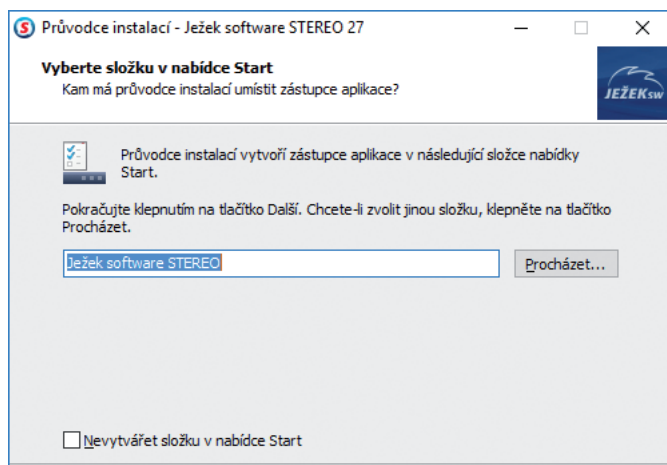 Průvodce instalací - Ježek software STEREO 27
Vyberte složku v nabídce Start
Kam má průvodce instalací umístit zástupce aplikace?
JEŽEKSW
Průvodce instalací vytvoří zástupce aplikace v následující složce nabídky
Start.
Pokračujte klepnutím na tlačítko Další. Chcete-li zvolit jinou složku, klepněte na tlačítko
Procházet.
Ježek software STEREO
Procházet...
Nevytvářet složku v nabídce Start